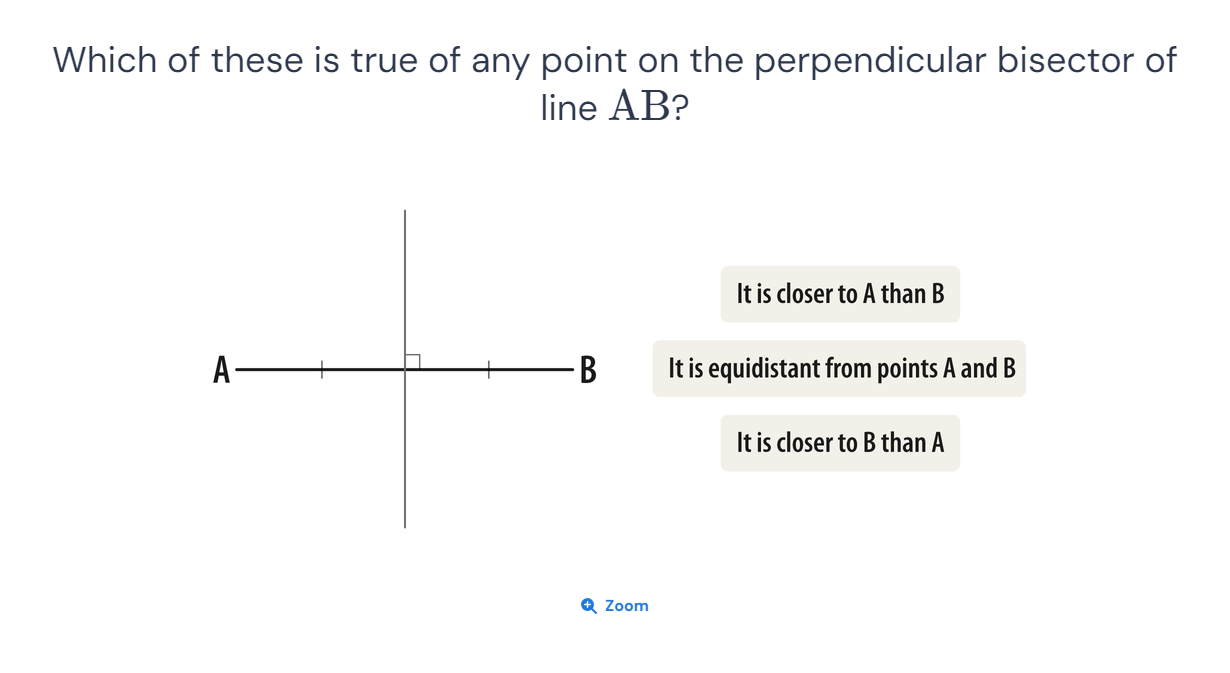 Which of these is true of any point on the perpendicular bisector of
line AB?
A
B
It is closer to A than B
It is equidistant from points A and B
It is closer to B than A
Zoom